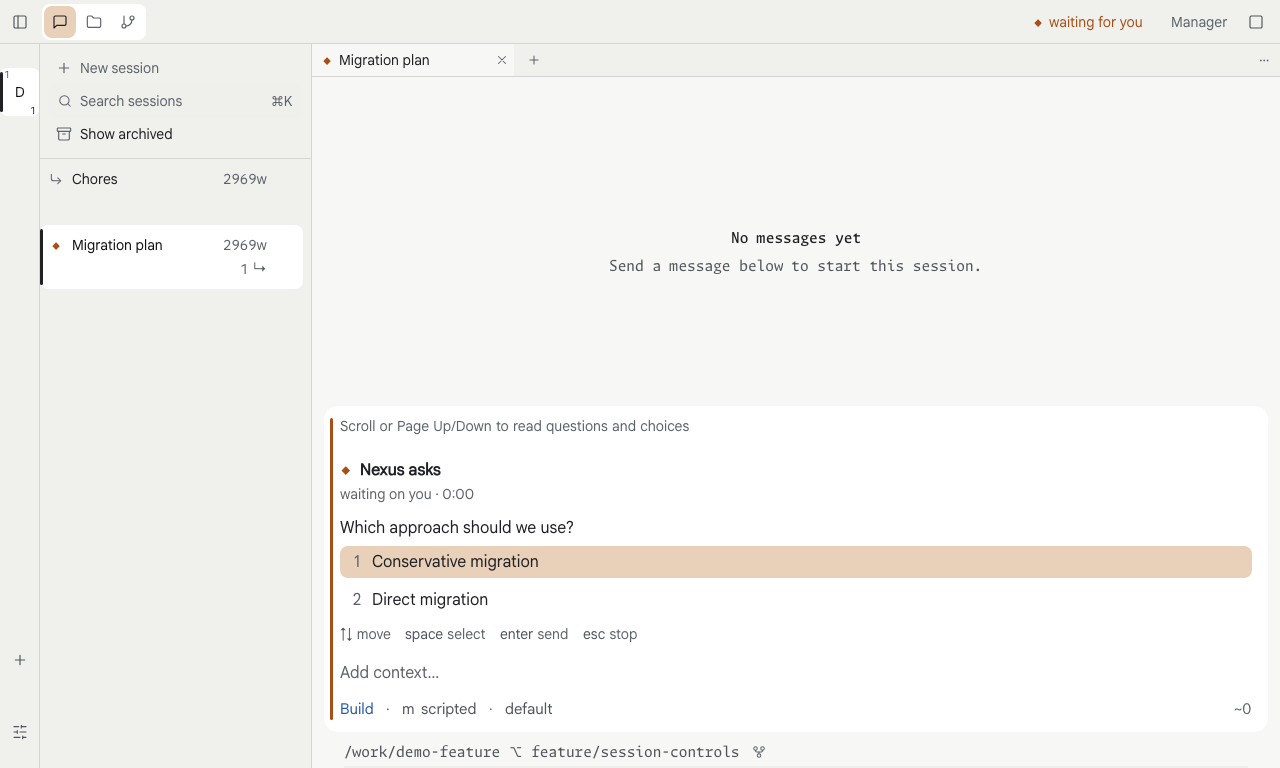 waiting for you
Manager
1
D
1
New session
Search sessions ⌘K
Show archived
Chores 2969w
Migration plan 2969w
1
Migration plan
No messages yet
Send a message below to start this session.
Scroll or Page Up/Down to read questions and choices
Nexus asks
waiting on you · 0:00
Which approach should we use?
1 Conservative migration
2 Direct migration
↑↓ move space select enter send esc stop
Add context...
Build · m scripted · default ~0
/work/demo-feature ⌥ feature/session-controls